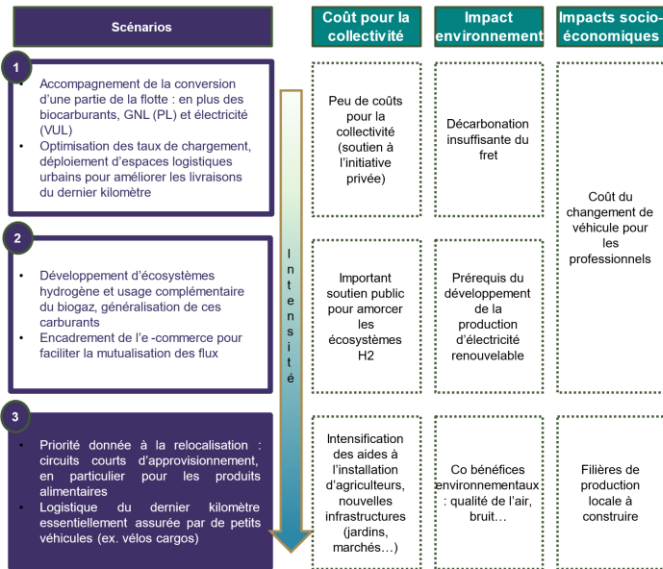 Scénarios
Coût pour la
collectivité
Impact
environnement
Impacts socio-
économiques
1
• Accompagnement de la conversion
d'une partie de la flotte : en plus des
biocarburants, GNL (PL) et électricité
(VUL)
• Optimisation des taux de chargement,
déploiement d'espaces logistiques
urbains pour améliorer les livraisons
du dernier kilomètre
Peu de coûts
pour la
collectivité
(soutien à
l'initiative
privée)
Décarbonation
insuffisante du
fret
Coût du
changement de
véhicule pour
les
professionnels
Intensité
2
• Développement d'écosystèmes
hydrogène et usage complémentaire
du biogaz, généralisation de ces
carburants
• Encadrement de l'e -commerce pour
faciliter la mutualisation des flux
Important
soutien public
pour amorcer
les
écosystèmes
H2
Prérequis du
développement
de la
production
d'électricité
renouvelable
3
• Priorité donnée à la relocalisation :
circuits courts d'approvisionnement,
en particulier pour les produits
alimentaires
• Logistique du dernier kilomètre
essentiellement assurée par de petits
véhicules (ex. vélos cargos)
Intensification
des aides à
l'installation
d'agriculteurs,
nouvelles
infrastructures
(jardins,
marchés…)
Co bénéfices
environnementaux
: qualité de l'air,
bruit…
Filières de
production
locale à
construire